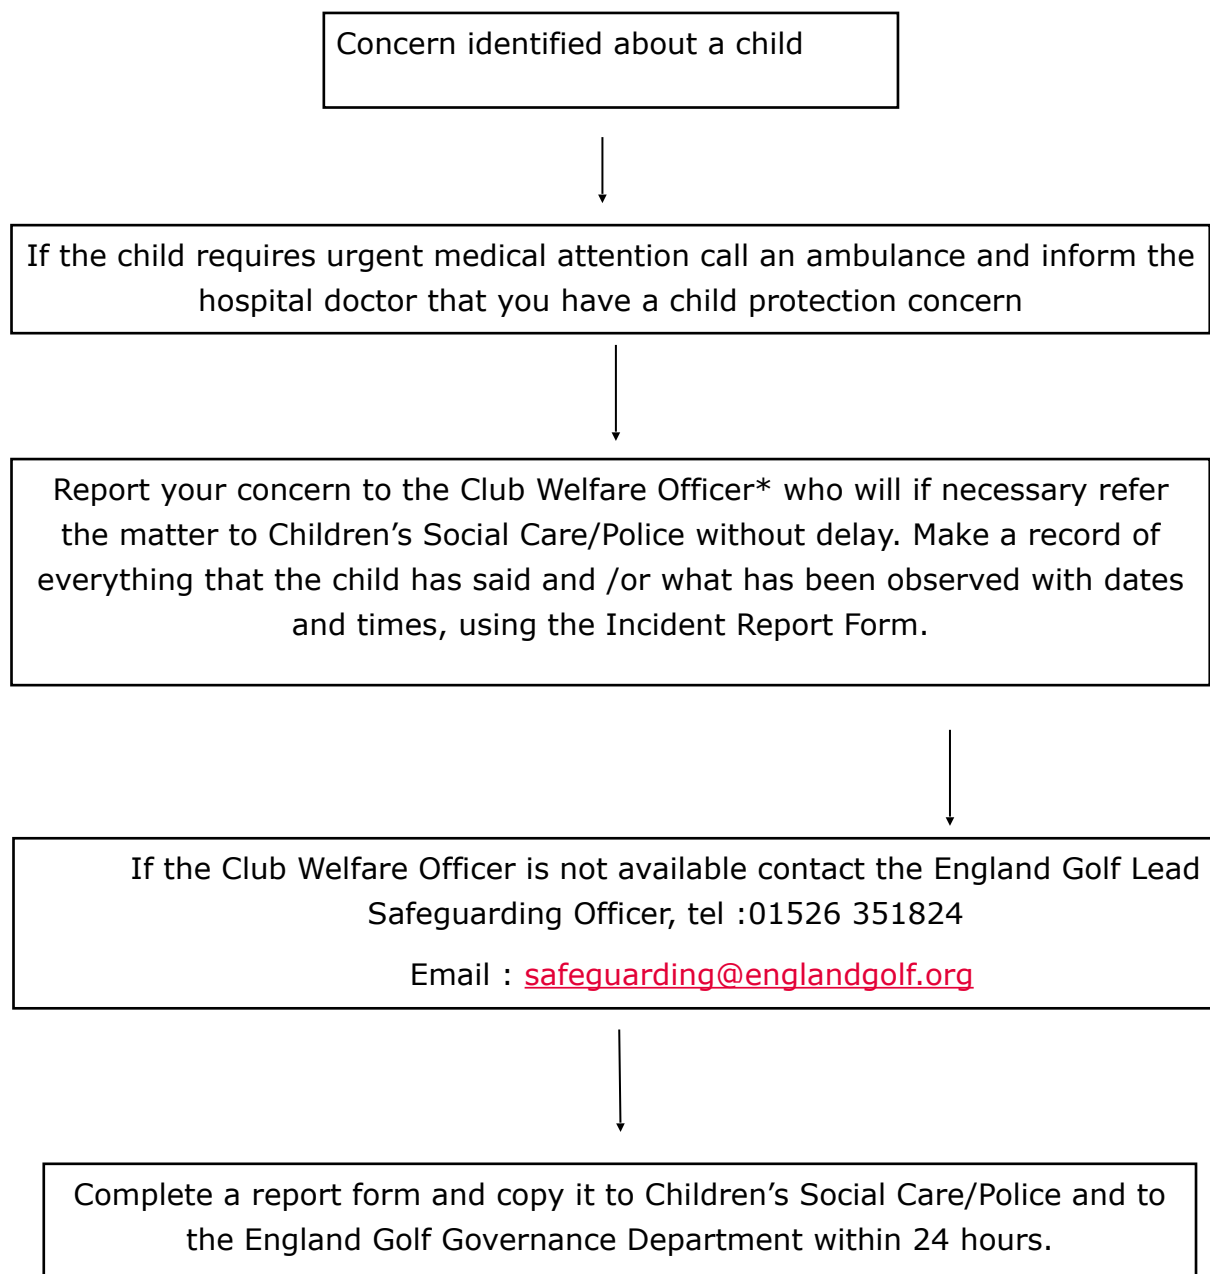 Concern identified about a child
If the child requires urgent medical attention call an ambulance and inform the
hospital doctor that you have a child protection concern
Report your concern to the Club Welfare Officer* who will if necessary refer
the matter to Children’s Social Care/Police without delay. Make a record of
everything that the child has said and /or what has been observed with dates
and times, using the Incident Report Form.
If the Club Welfare Officer is not available contact the England Golf Lead
Safeguarding Officer, tel :01526 351824
Email : safeguarding@englandgolf.org
Complete a report form and copy it to Children’s Social Care/Police and to
the England Golf Governance Department within 24 hours.